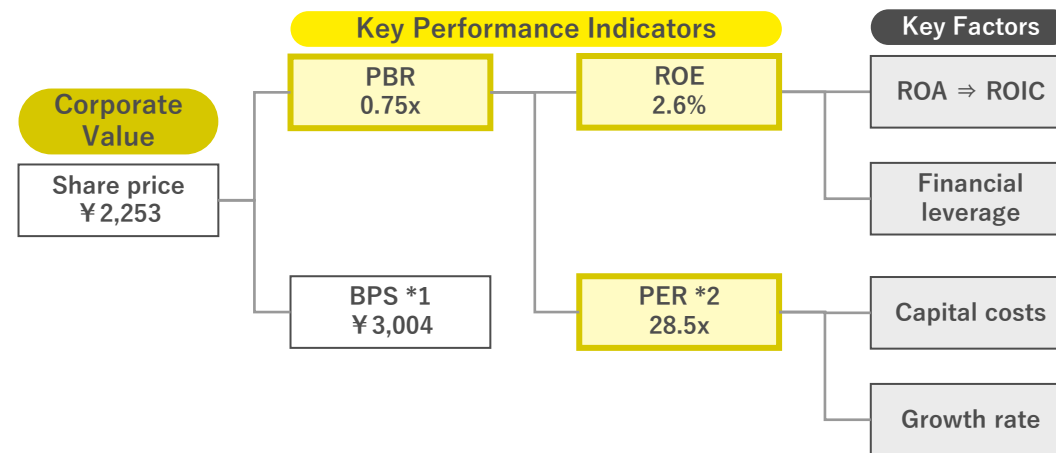 Key Performance Indicators
Key Factors
Corporate
Value
Share price
¥2,253
PBR
0.75x
BPS *1
¥3,004
ROE
2.6%
PER *2
28.5x
ROA ⇒ ROIC
Financial
leverage
Capital costs
Growth rate